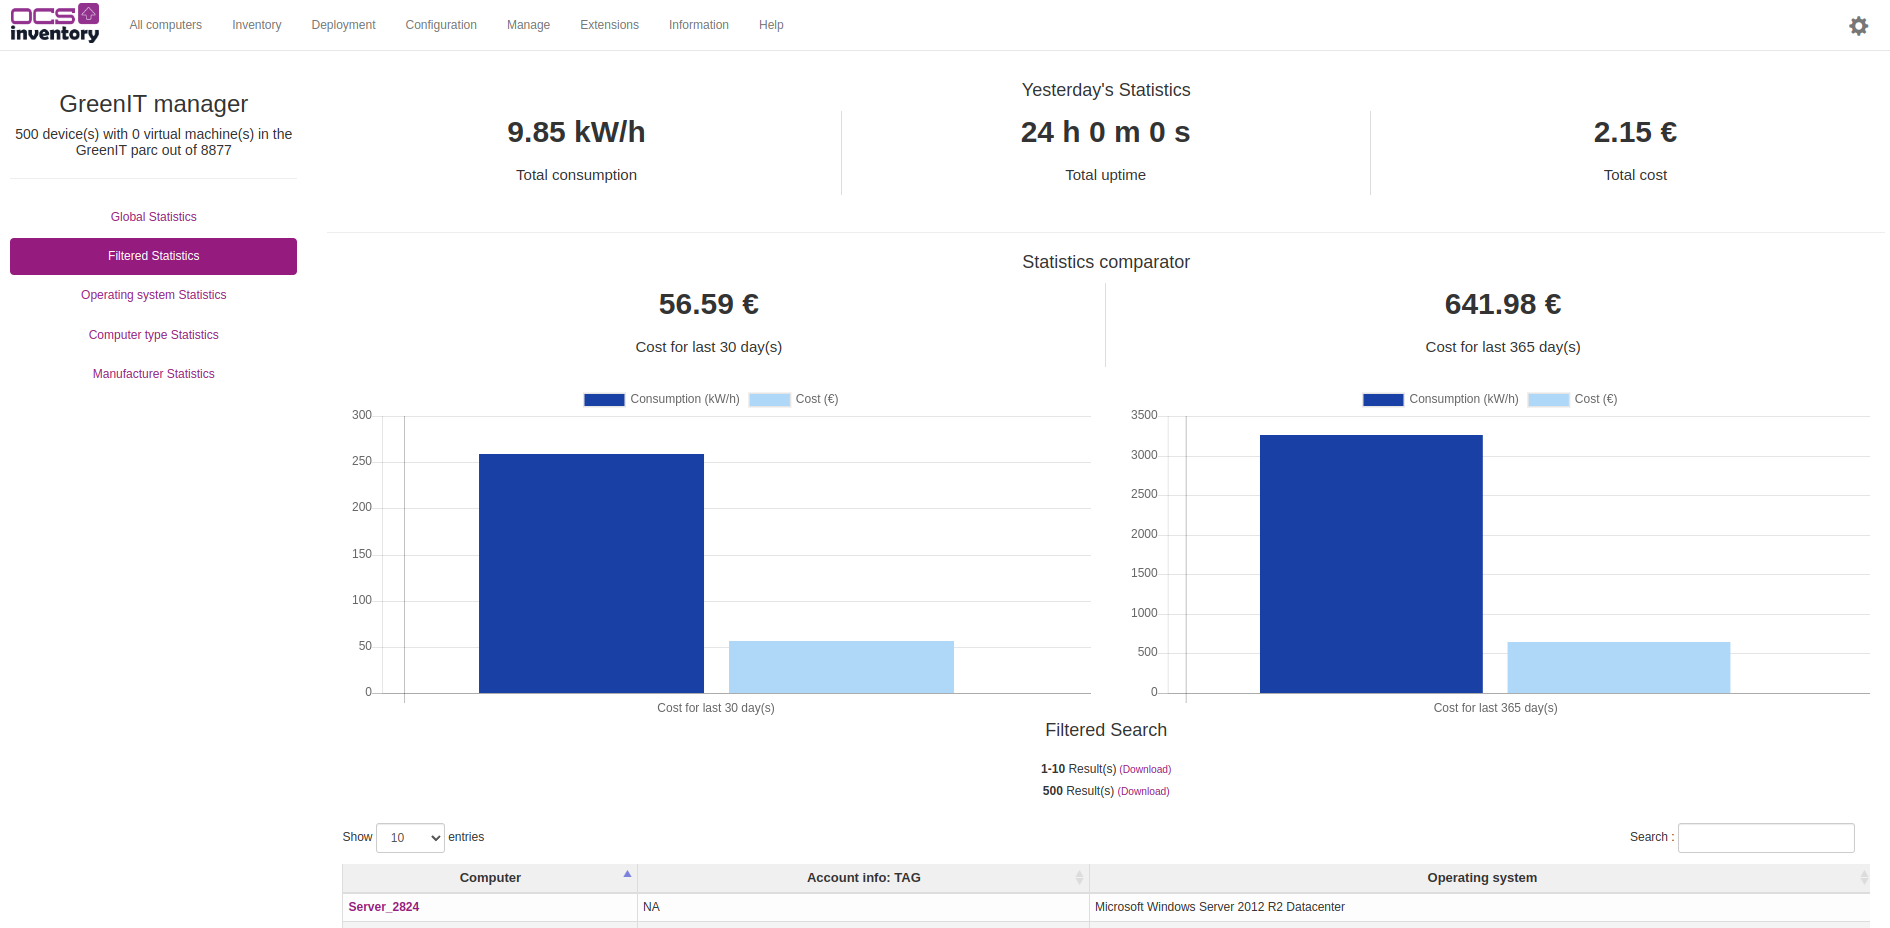 OCS
inventory
All computers
Inventory
Deployment
Configuration
Manage
Extensions
Information
Help
GreenIT manager
500 device(s) with 0 virtual machine(s) in the
GreenIT parc out of 8877
Global Statistics
Filtered Statistics
Operating system Statistics
Computer type Statistics
Manufacturer Statistics
Yesterday's Statistics
9.85 kW/h
Total consumption
24 h 0 m 0 s
Total uptime
2.15 €
Total cost
Statistics comparator
56.59 €
Cost for last 30 day(s)
641.98 €
Cost for last 365 day(s)
Consumption (kW/h) Cost (€)
300
250
200
150
100
50
0
Cost for last 30 day(s)
Consumption (kW/h) Cost (€)
3500
3000
2500
2000
1500
1000
500
0
Cost for last 365 day(s)
Filtered Search
1-10 Result(s) (Download)
500 Result(s) (Download)
Show 10 entries
Search :
Computer
Account info: TAG
Operating system
Server_2824
NA
Microsoft Windows Server 2012 R2 Datacenter